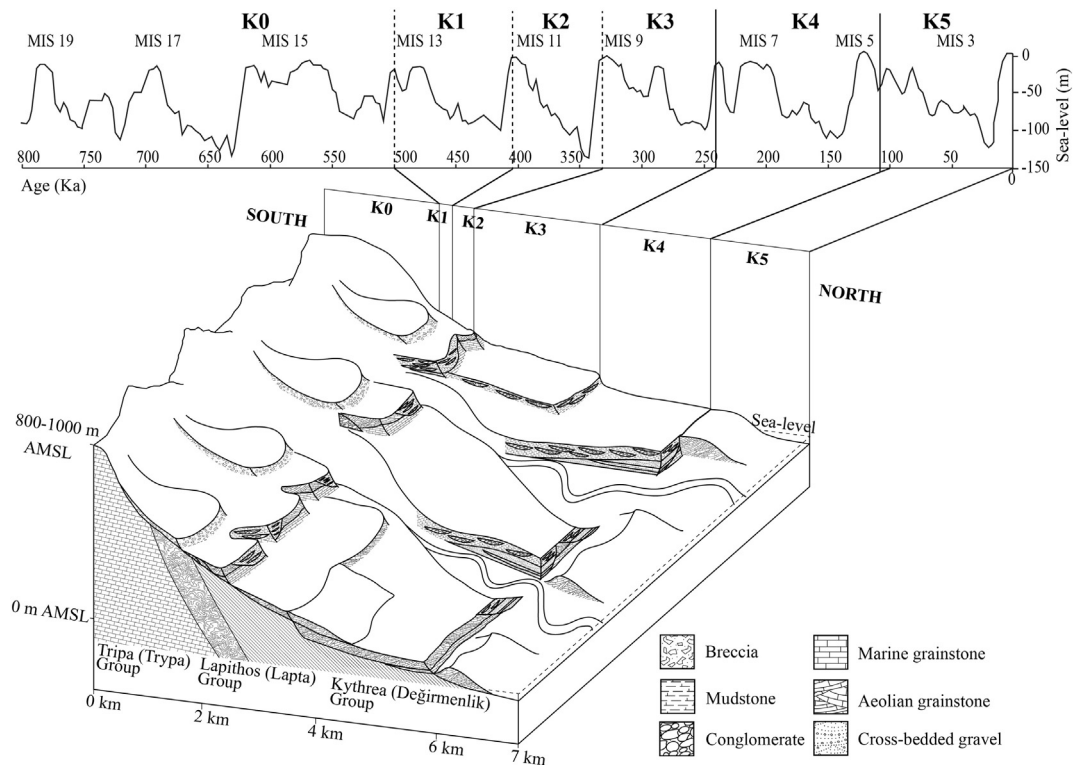 K0 K1 K2 K3 K4 K5
MIS 19 MIS 17 MIS 15 MIS 13 MIS 11 MIS 9 MIS 7 MIS 5 MIS 3
0
-50
-100
-150
Sea-level (m)
800 750 700 650 600 550 500 450 400 350 300 250 200 150 100 50 0
Age (Ka)
SOUTH
K0 K1 K2 K3 K4 K5
NORTH
Sea-level
800-1000 m
AMSL
0 m AMSL
Tripa (Trypa)
Group
Lapithos (Lapta)
Group
Kythrea (Değirmenlik)
Group
0 km 2 km 4 km 6 km 7 km
Breccia
Mudstone
Conglomerate
Marine grainstone
Aeolian grainstone
Cross-bedded gravel